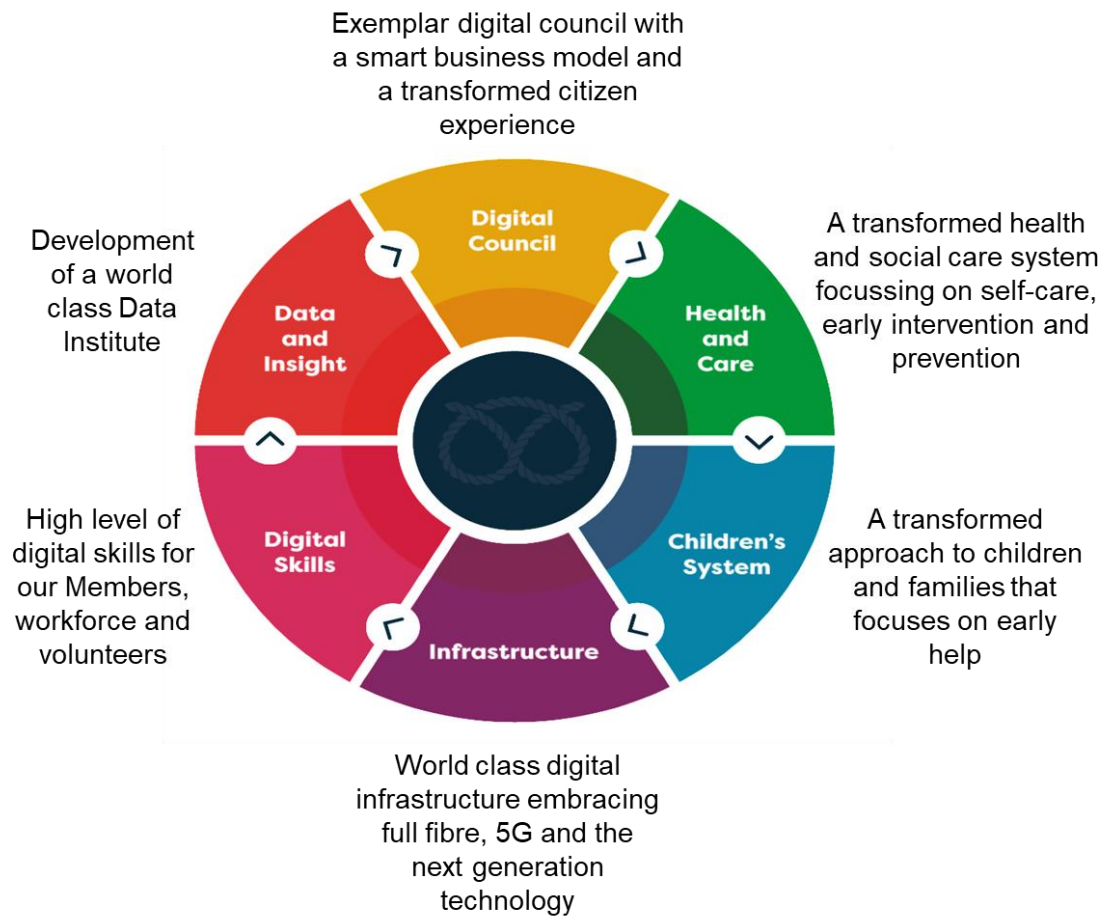 Exemplar digital council with
a smart business model and
a transformed citizen
experience
Digital
Council
Development
of a world
class Data
Institute
Data
and
Insight
Health
and
Care
A transformed health
and social care system
focussing on self-care,
early intervention and
prevention
High level of
digital skills for
our Members,
workforce and
volunteers
Digital
Skills
Infrastructure
Children's
System
A transformed
approach to children
and families that
focuses on early
help
World class digital
infrastructure embracing
full fibre, 5G and the
next generation
technology